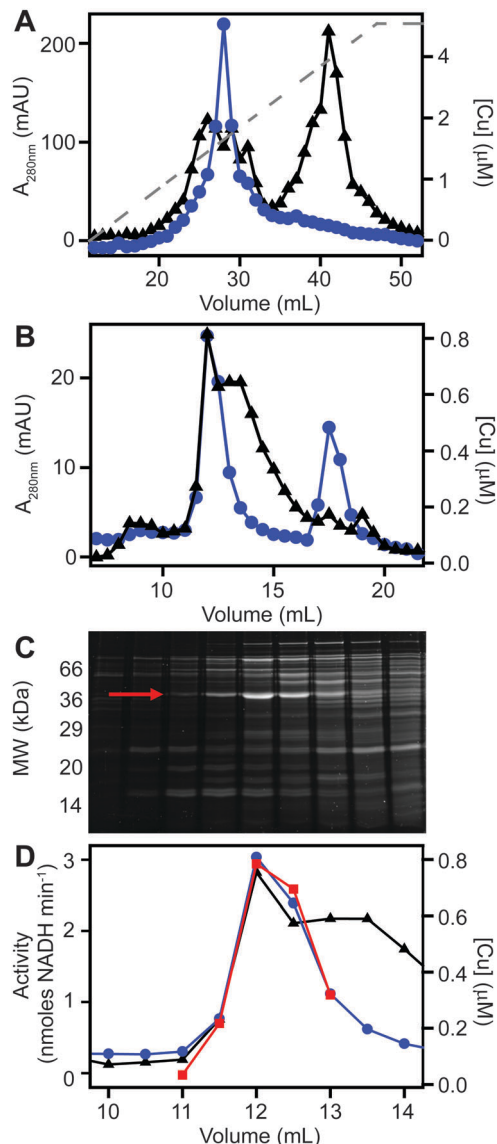 A
200
100
0
A280nm (mAU)
4
2
1
0
[Cu] (μM)
20 30 40 50
Volume (mL)
B
20
10
0
A280nm (mAU)
0.8
0.6
0.4
0.2
0.0
[Cu] (μM)
10 15 20
Volume (mL)
C
66
36
29
20
14
MW (kDa)
D
3
2
1
0
Activity
(nmoles NADH min-1)
0.8
0.6
0.4
0.2
0.0
[Cu] (μM)
10 11 12 13 14
Volume (mL)